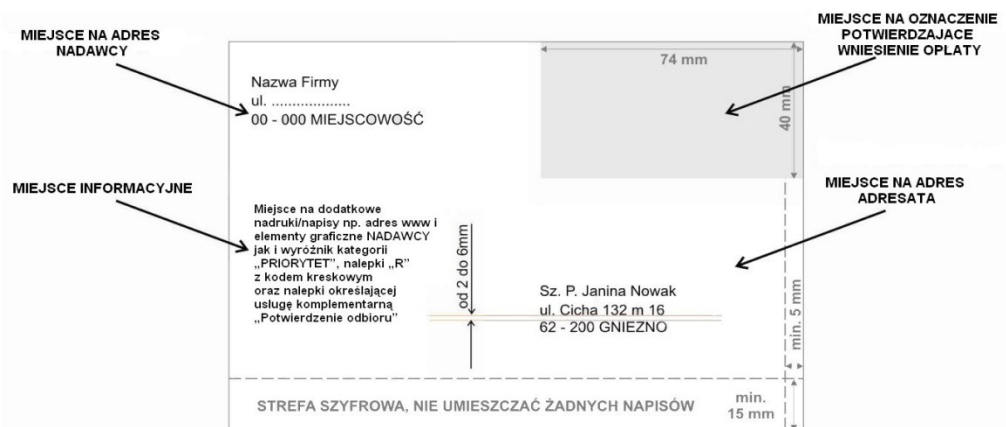 MIEJSCE NA ADRES
NADAWCY
MIEJSCE NA OZNACZENIE
POTWIERDZAJACE
WNIESIENIE OPLATY
74 mm
40 mm
Nazwa Firmy
ul. ...................
00 - 000 MIEJSCOWOŚĆ
MIEJSCE INFORMACYJNE
MIEJSCE NA ADRES
ADRESATA
Miejsce na dodatkowe
nadruki/napisy np. adres www i
elementy graficzne NADAWCY
jak i wyróżnik kategorii
„PRIORYTET”, nalepki „R”
z kodem kreskowym
oraz nalepki określającej
usługę komplementarną
„Potwierdzenie odbioru”
od 2 do 6mm
Sz. P. Janina Nowak
ul. Cicha 132 m 16
62 - 200 GNIEZNO
min. 5 mm
STREFA SZYFROWA, NIE UMIESZCZAĆ ŻADNYCH NAPISÓW
min.
15 mm